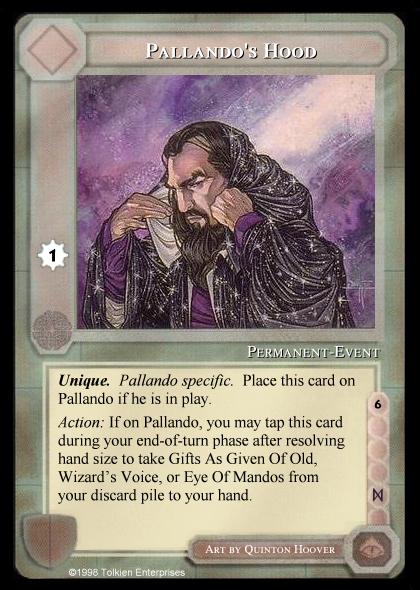 Pallando's Hood
1
Permanent-Event
Unique. Pallando specific. Place this card on
Pallando if he is in play.
Action: If on Pallando, you may tap this card
during your end-of-turn phase after resolving
hand size to take Gifts As Given Of Old,
Wizard's Voice, or Eye Of Mandos from
your discard pile to your hand.
6
Art by Quinton Hoover
©1998 Tolkien Enterprises